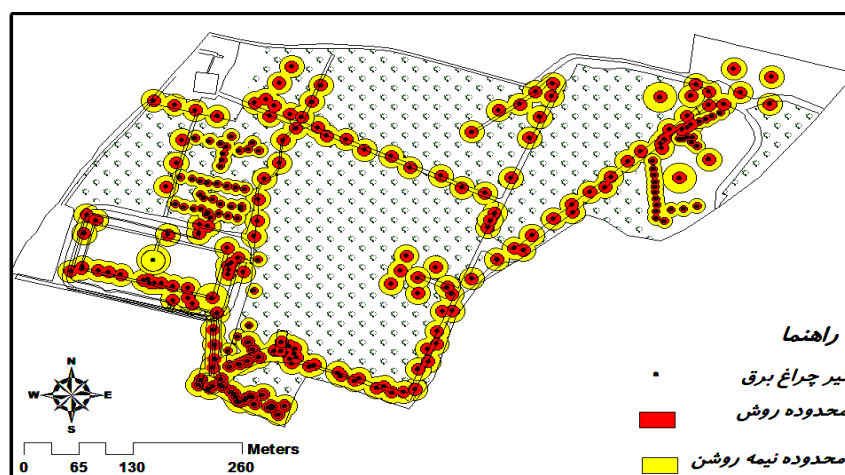 راهنما
یر چراغ برق
محدوده روش
محدوده نیمه روشن
N
W E
S
Meters
0 65 130 260